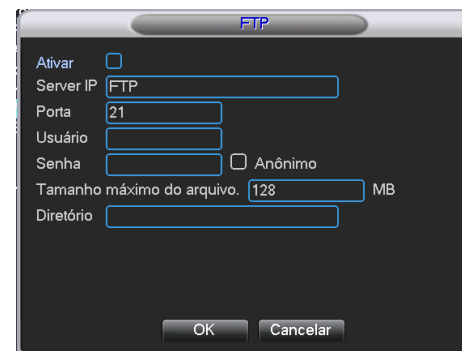 FTP
Ativar
Server IP FTP
Porta 21
Usuário
Senha Anônimo
Tamanho máximo do arquivo. 128 MB
Diretório
OK Cancelar